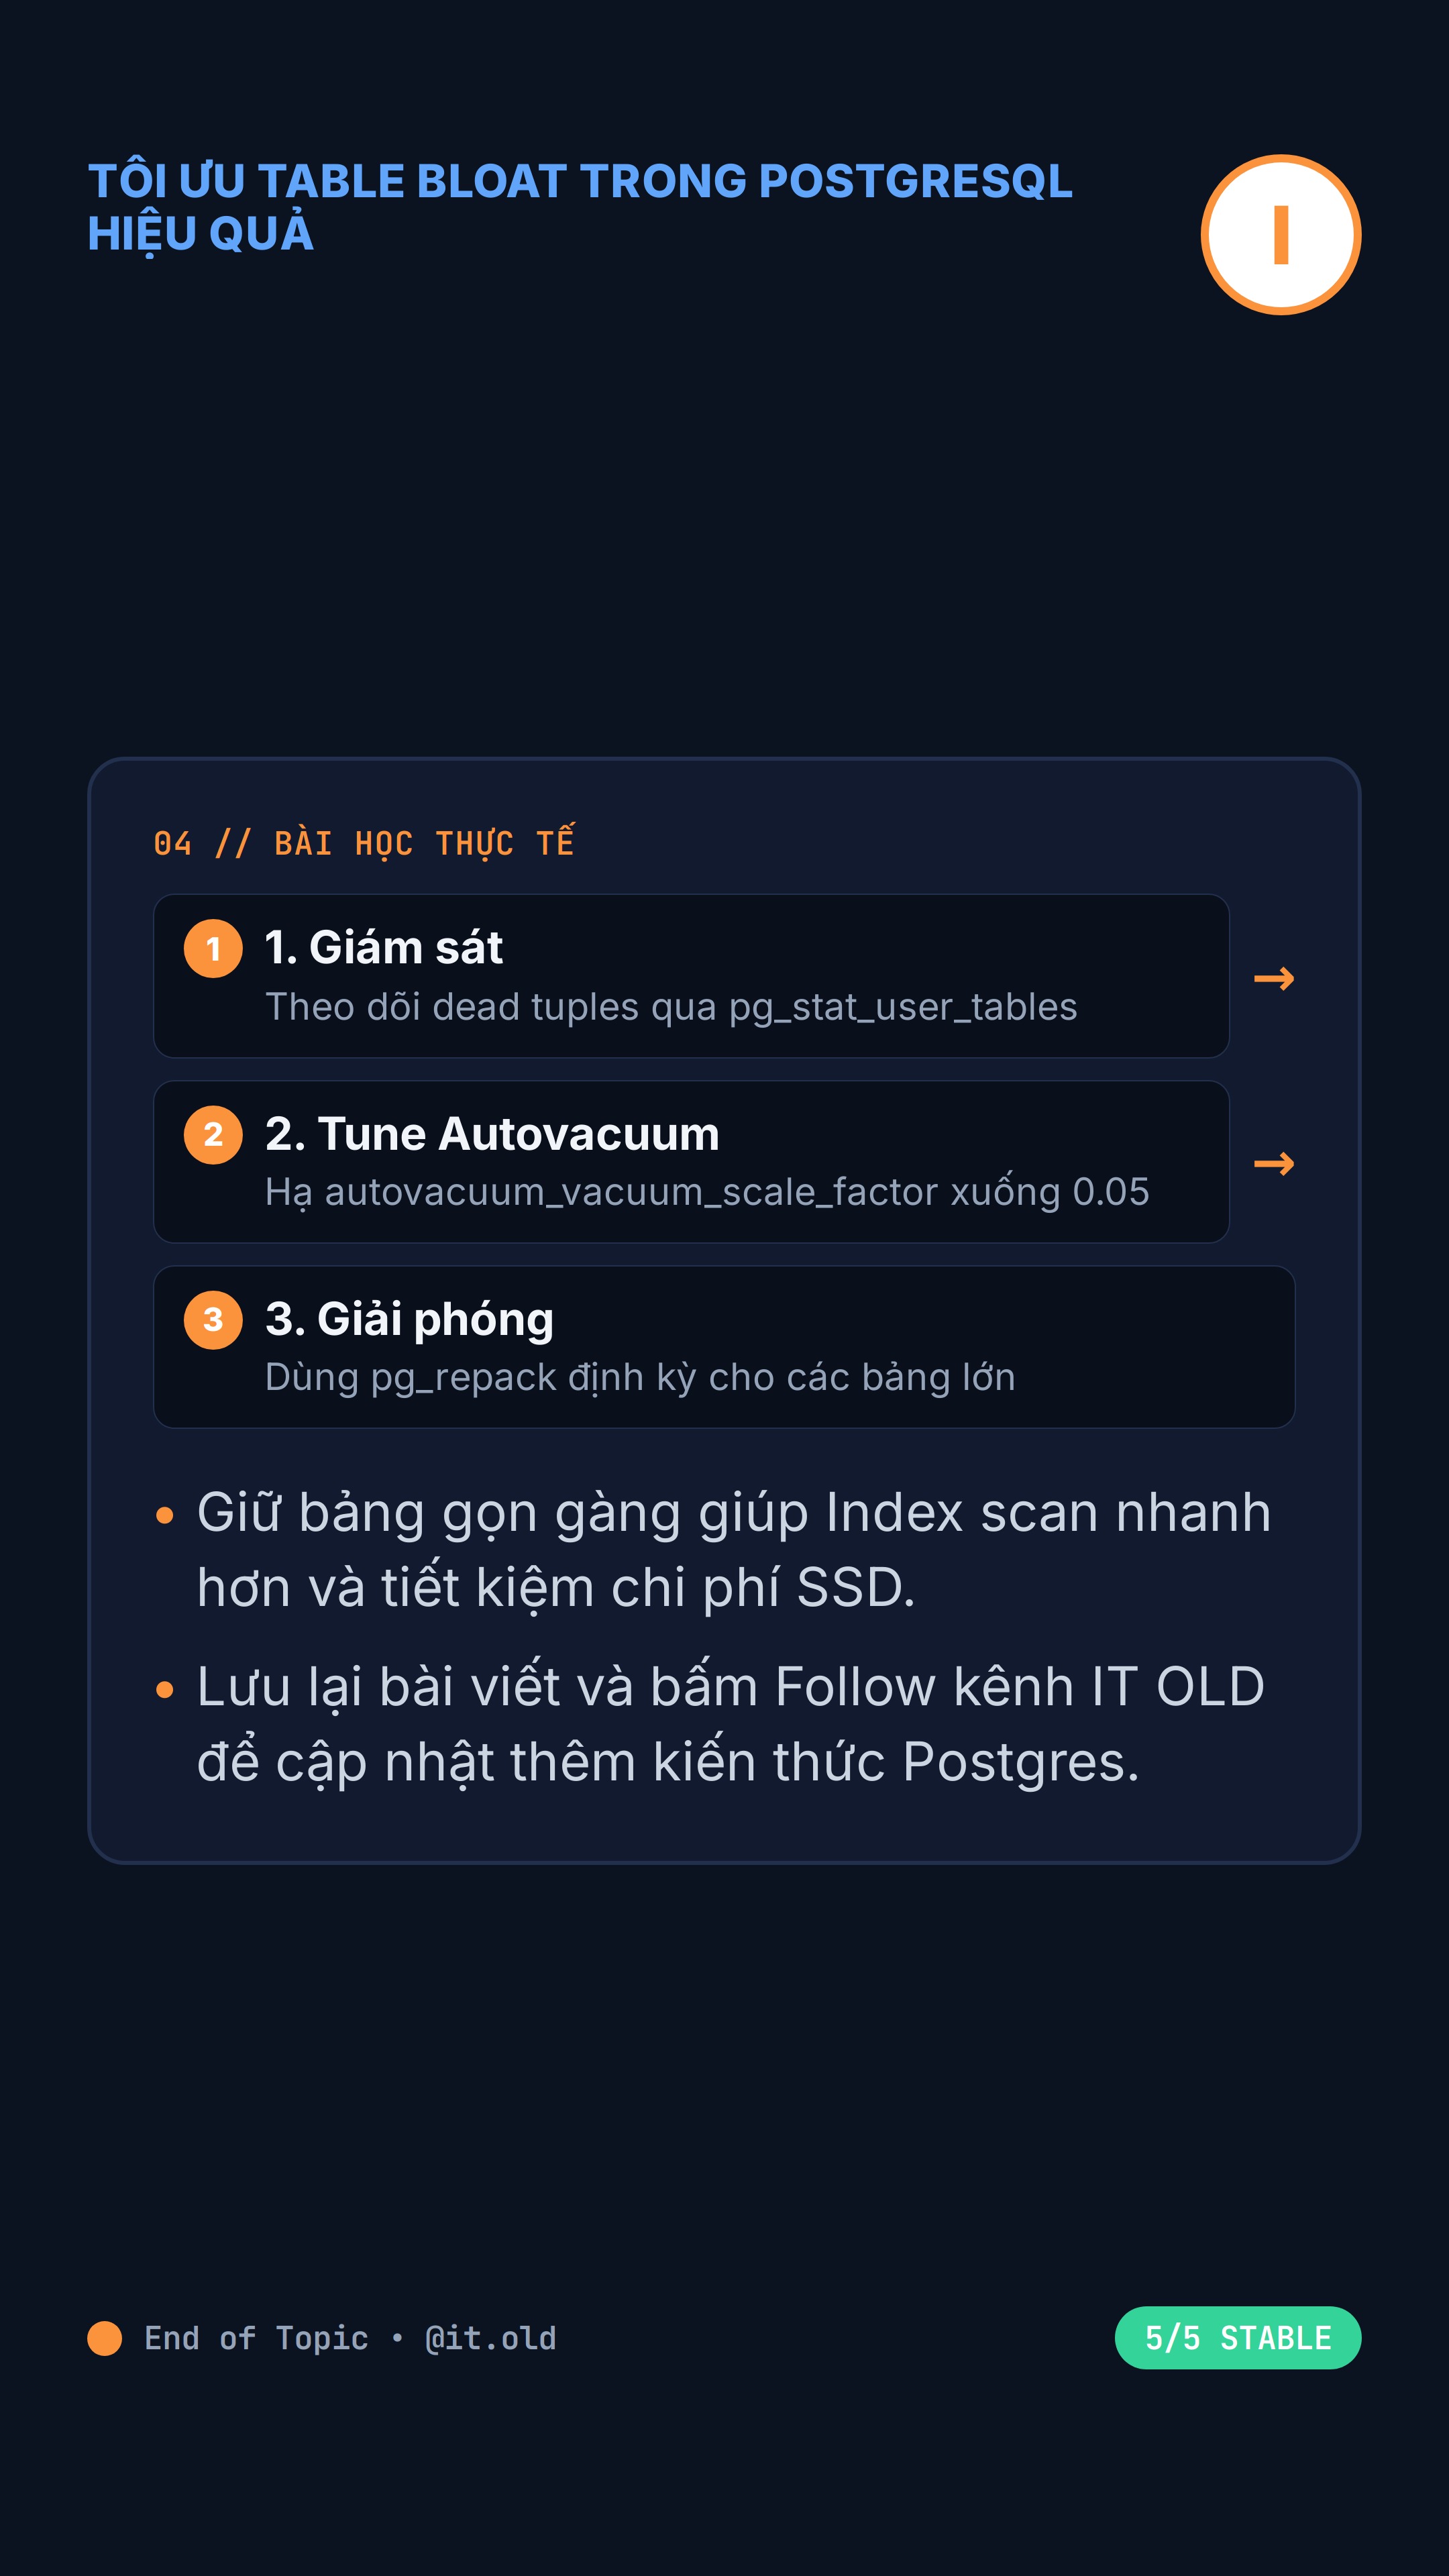 TÔI ƯU TABLE BLOAT TRONG POSTGRESQL
HIỆU QUẢ
I
04 // BÀI HỌC THỰC TẾ
1
1. Giám sát
Theo dõi dead tuples qua pg_stat_user_tables
→
2
2. Tune Autovacuum
Hạ autovacuum_vacuum_scale_factor xuống 0.05
→
3
3. Giải phóng
Dùng pg_repack định kỳ cho các bảng lớn
• Giữ bảng gọn gàng giúp Index scan nhanh
hơn và tiết kiệm chi phí SSD.
• Lưu lại bài viết và bấm Follow kênh IT OLD
để cập nhật thêm kiến thức Postgres.
End of Topic • @it.old
5/5 STABLE